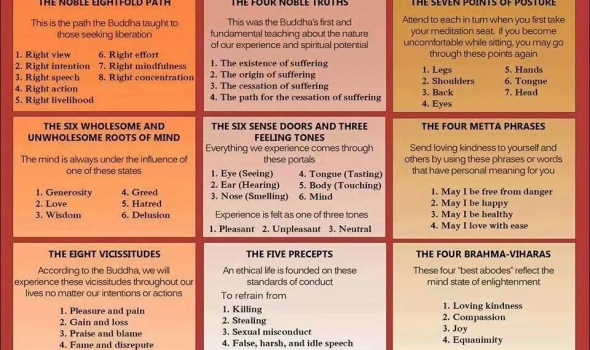 THE NOBLE EIGHTFOLD PATH
This is the path the Buddha taught to
those seeking liberation
1. Right view
2. Right intention
3. Right speech
4. Right action
5. Right livelihood
6. Right effort
7. Right mindfulness
8. Right concentration
THE FOUR NOBLE TRUTHS
This was the Buddha's first and
fundamental teaching about the nature
of our experience and spiritual potential
1. The existence of suffering
2. The origin of suffering
3. The cessation of suffering
4. The path for the cessation of suffering
THE SEVEN POINTS OF POSTURE
Attend to each in turn when you first take
your meditation seat. If you become
uncomfortable while sitting, you may go
through these points again
1. Legs
2. Shoulders
3. Back
4. Eyes
5. Hands
6. Tongue
7. Head
THE SIX WHOLESOME AND
UNWHOLESOME ROOTS OF MIND
The mind is always under the influence of
one of these states
1. Generosity
2. Love
3. Wisdom
4. Greed
5. Hatred
6. Delusion
THE SIX SENSE DOORS AND THREE
FEELING TONES
Everything we experience comes through
these portals
1. Eye (Seeing)
2. Ear (Hearing)
3. Nose (Smelling)
4. Tongue (Tasting)
5. Body (Touching)
6. Mind
Experience is felt as one of three tones
1. Pleasant 2. Unpleasant 3. Neutral
THE FOUR METTA PHRASES
Send loving kindness to yourself and
others by using these phrases or words
that have personal meaning for you
1. May I be free from danger
2. May I be happy
3. May I be healthy
4. May I love with ease
THE EIGHT VICISSITUDES
According to the Buddha, we will
experience these vicissitudes throughout our
lives no matter our intentions or actions
1. Pleasure and pain
2. Gain and loss
3. Praise and blame
4. Fame and disrepute
THE FIVE PRECEPTS
An ethical life is founded on these
standards of conduct
To refrain from
1. Killing
2. Stealing
3. Sexual misconduct
4. False, harsh, and idle speech
THE FOUR BRAHMA-VIHARAS
These four "best abodes" reflect the
mind state of enlightenment
1. Loving kindness
2. Compassion
3. Joy
4. Equanimity